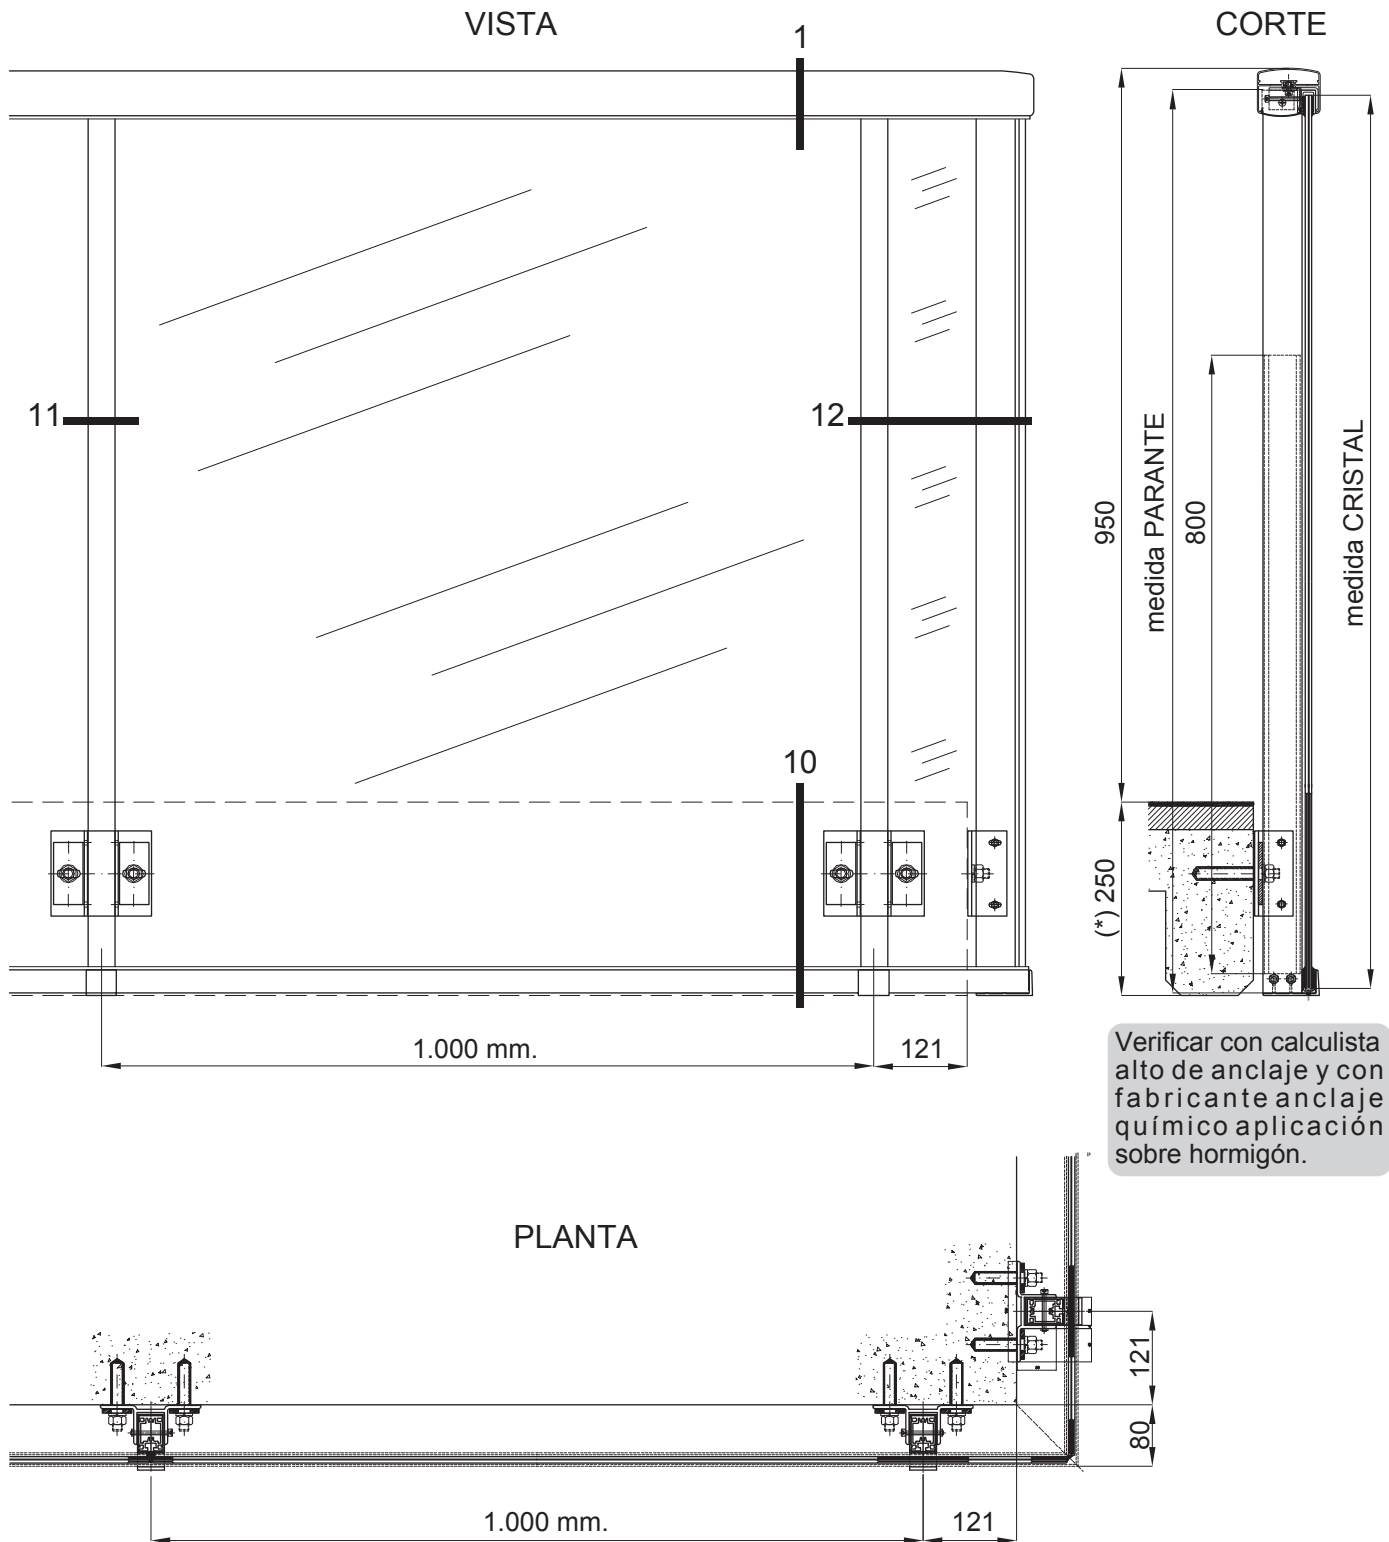 VISTA
CORTE
1
11
12
950
medida PARANTE
800
medida CRISTAL
10
(*) 250
1.000 mm.
121
Verificar con calculista
alto de anclaje y con
fabricante anclaje
químico aplicación
sobre hormigón.
PLANTA
121
80
1.000 mm.
121